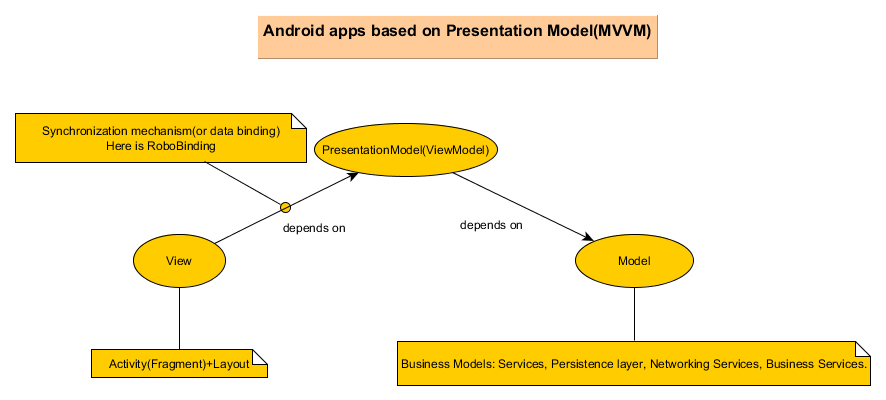 Android apps based on Presentation Model(MVVM)
Synchronization mechanism(or data binding)
Here is RoboBinding
PresentationModel(ViewModel)
depends on
depends on
View
Model
Activity(Fragment)+Layout
Business Models: Services, Persistence layer, Networking Services, Business Services.